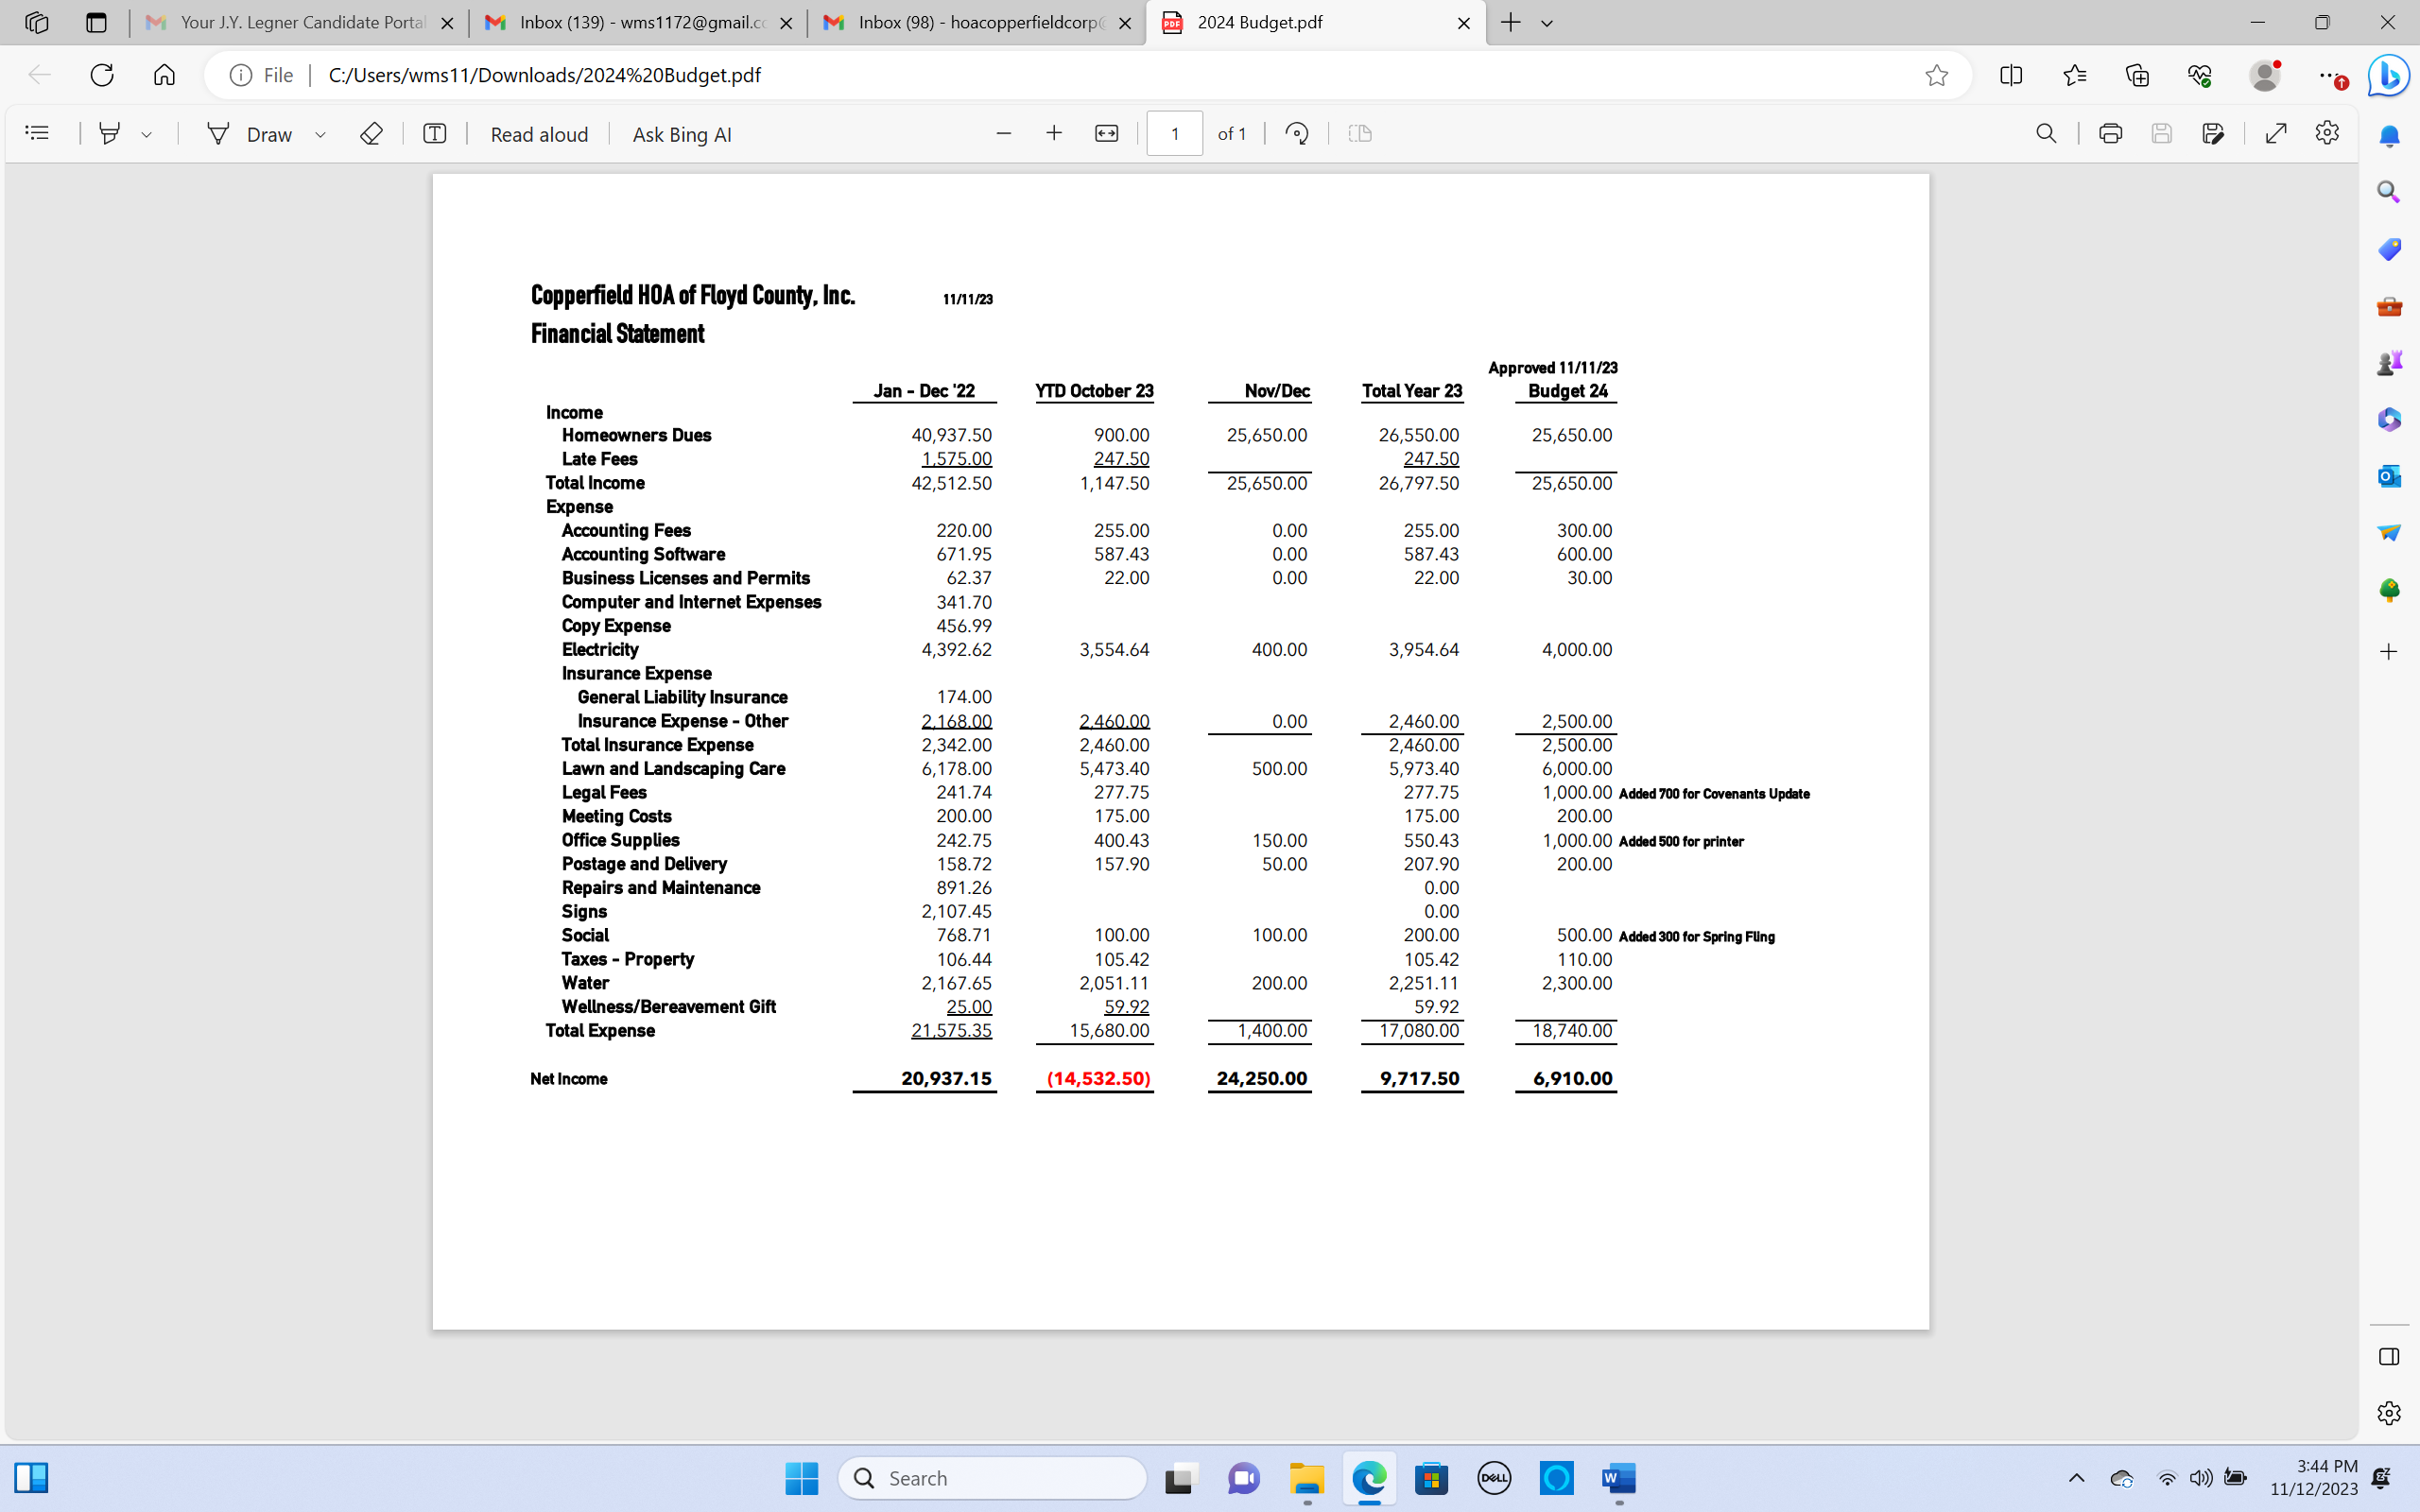 Your J.Y. Legner Candidate Portal
Inbox (139) - wms1172@gmail.cc
Inbox (98) - hoacopperfieldcorp@
2024 Budget.pdf
File C:/Users/wms11/Downloads/2024%20Budget.pdf
Draw Read aloud Ask Bing AI 1 of 1
Copperfield HOA of Floyd County, Inc. 11/11/23
Financial Statement
Approved 11/11/23
Jan - Dec '22 YTD October 23 Nov/Dec Total Year 23 Budget 24
Income
Homeowners Dues 40,937.50 900.00 25,650.00 26,550.00 25,650.00
Late Fees 1,575.00 247.50 247.50
Total Income 42,512.50 1,147.50 25,650.00 26,797.50 25,650.00
Expense
Accounting Fees 220.00 255.00 0.00 255.00 300.00
Accounting Software 671.95 587.43 0.00 587.43 600.00
Business Licenses and Permits 62.37 22.00 0.00 22.00 30.00
Computer and Internet Expenses 341.70
Copy Expense 456.99
Electricity 4,392.62 3,554.64 400.00 3,954.64 4,000.00
Insurance Expense
General Liability Insurance 174.00
Insurance Expense - Other 2,168.00 2,460.00 0.00 2,460.00 2,500.00
Total Insurance Expense 2,342.00 2,460.00 2,460.00 2,500.00
Lawn and Landscaping Care 6,178.00 5,473.40 500.00 5,973.40 6,000.00
Legal Fees 241.74 277.75 277.75 1,000.00 Added 700 for Covenants Update
Meeting Costs 200.00 175.00 175.00 200.00
Office Supplies 242.75 400.43 150.00 550.43 1,000.00 Added 500 for printer
Postage and Delivery 158.72 157.90 50.00 207.90 200.00
Repairs and Maintenance 891.26 0.00
Signs 2,107.45 0.00
Social 768.71 100.00 100.00 200.00 500.00 Added 300 for Spring Fling
Taxes - Property 106.44 105.42 105.42 110.00
Water 2,167.65 2,051.11 200.00 2,251.11 2,300.00
Wellness/Bereavement Gift 25.00 59.92 59.92
Total Expense 21,575.35 15,680.00 1,400.00 17,080.00 18,740.00
Net Income 20,937.15 (14,532.50) 24,250.00 9,717.50 6,910.00
Search
3:44 PM
11/12/2023